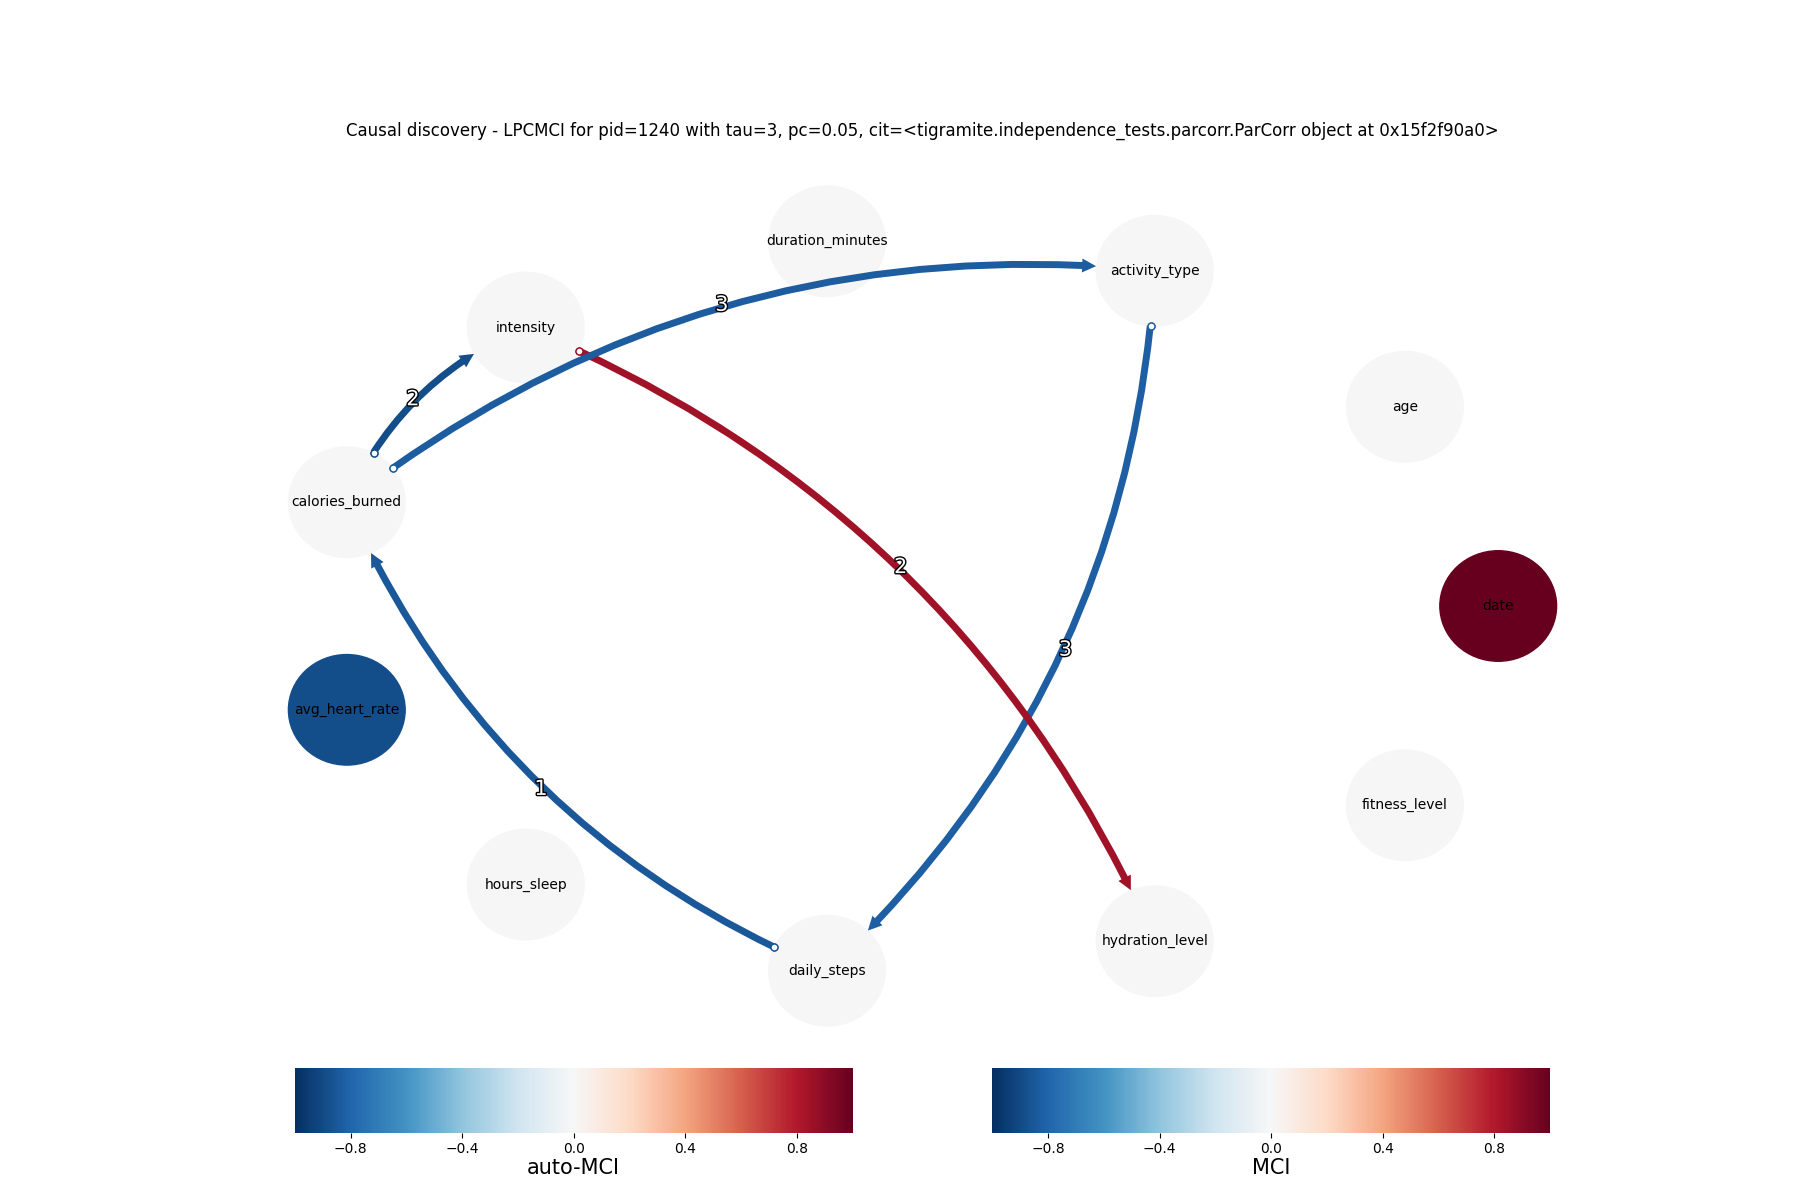 Causal discovery - LPCMCI for pid=1240 with tau=3, pc=0.05, cit=<tigramite.independence_tests.parcorr.ParCorr object at 0x15f2f90a0>
duration_minutes
activity_type
3
intensity
2
age
calories_burned
2
date
3
avg_heart_rate
1
fitness_level
hours_sleep
hydration_level
daily_steps
−0.8 −0.4 0.0 0.4 0.8
auto-MCI
−0.8 −0.4 0.0 0.4 0.8
MCI